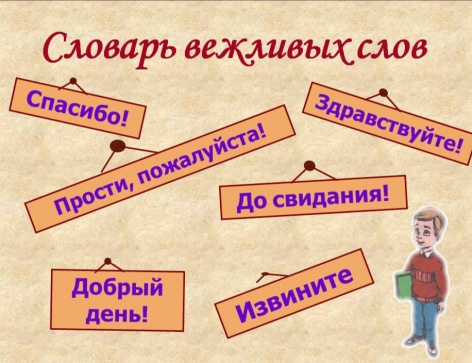 Словарь вежливых слов
Спасибо!
Здравствуйте!
Прости, пожалуйста!
До свидания!
Добрый
день!
Извините